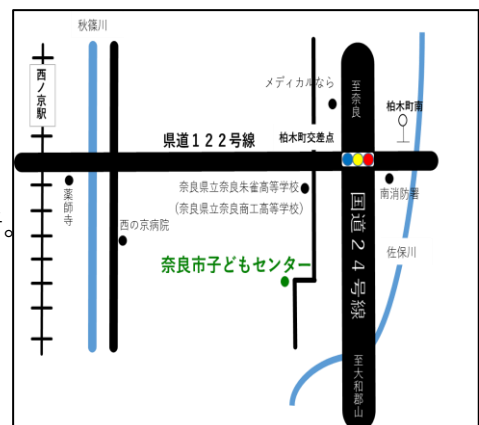 秋篠川
西ノ京駅
メディカルなら
至奈良
柏木町南
県道１２２号線
柏木町交差点
薬師寺
奈良県立奈良朱雀高等学校
（奈良県立奈良商工高等学校）
南消防署
西の京病院
国道２４号線
佐保川
奈良市子どもセンター
至大和郡山
。